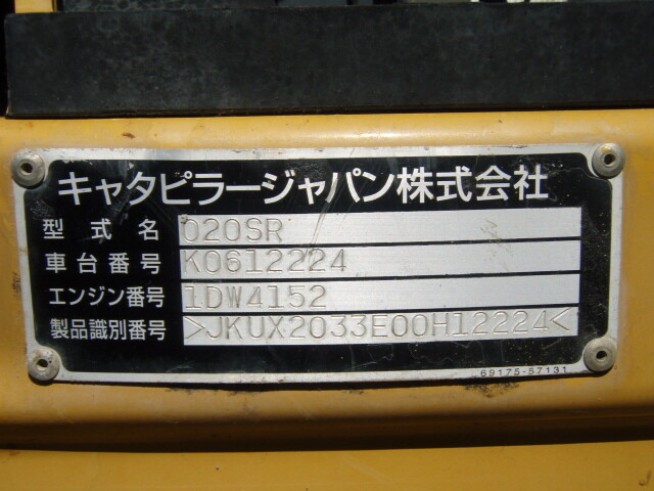 キャタピラージャパン株式会社
型式名 020SR
車台番号 K0612224
エンジン番号 1DW4152
製品識別番号 >JKUX2033E00H12224<
69175-57131